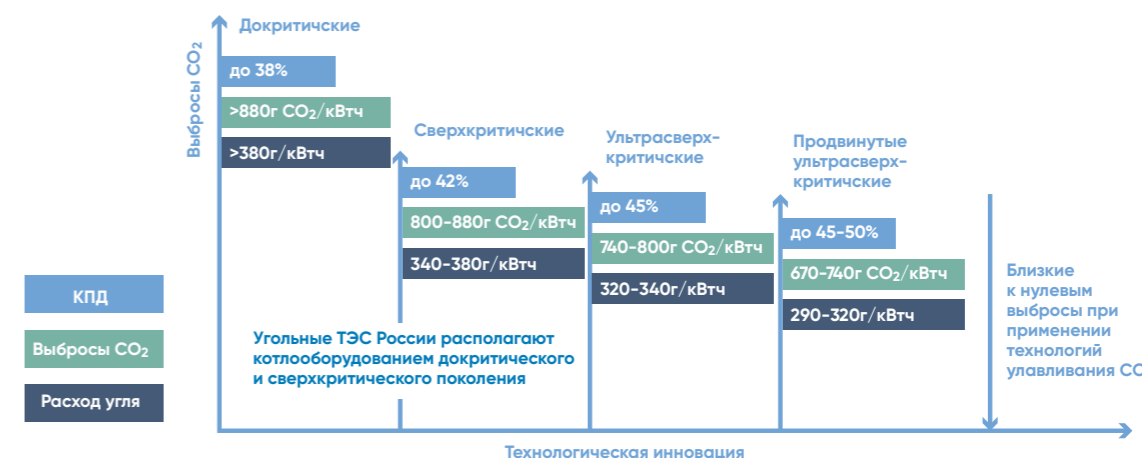 Докритичские
Выбросы CO₂
до 38%
>880г CO₂/кВтч
>380г/кВтч
Сверхкритичские
до 42%
800-880г CO₂/кВтч
340-380г/кВтч
Ультрасверх-
критичские
до 45%
740-800г CO₂/кВтч
320-340г/кВтч
Продвинутые
ультрасверх-
критичские
до 45-50%
670-740г CO₂/кВтч
290-320г/кВтч
Близкие
к нулевым
выбросы при
применении
технологий
улавливания CO
КПД
Выбросы CO₂
Расход угля
Угольные ТЭС России располагают
котлооборудованием докритического
и сверхкритического поколения
Технологическая инновация